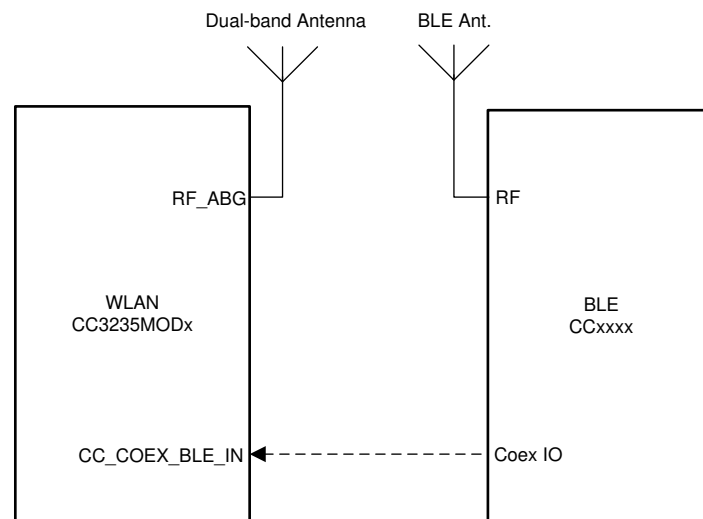 Dual-band Antenna
BLE Ant.
RF_ABG
RF
WLAN
CC3235MODx
BLE
CCxxxx
CC_COEX_BLE_IN
Coex IO